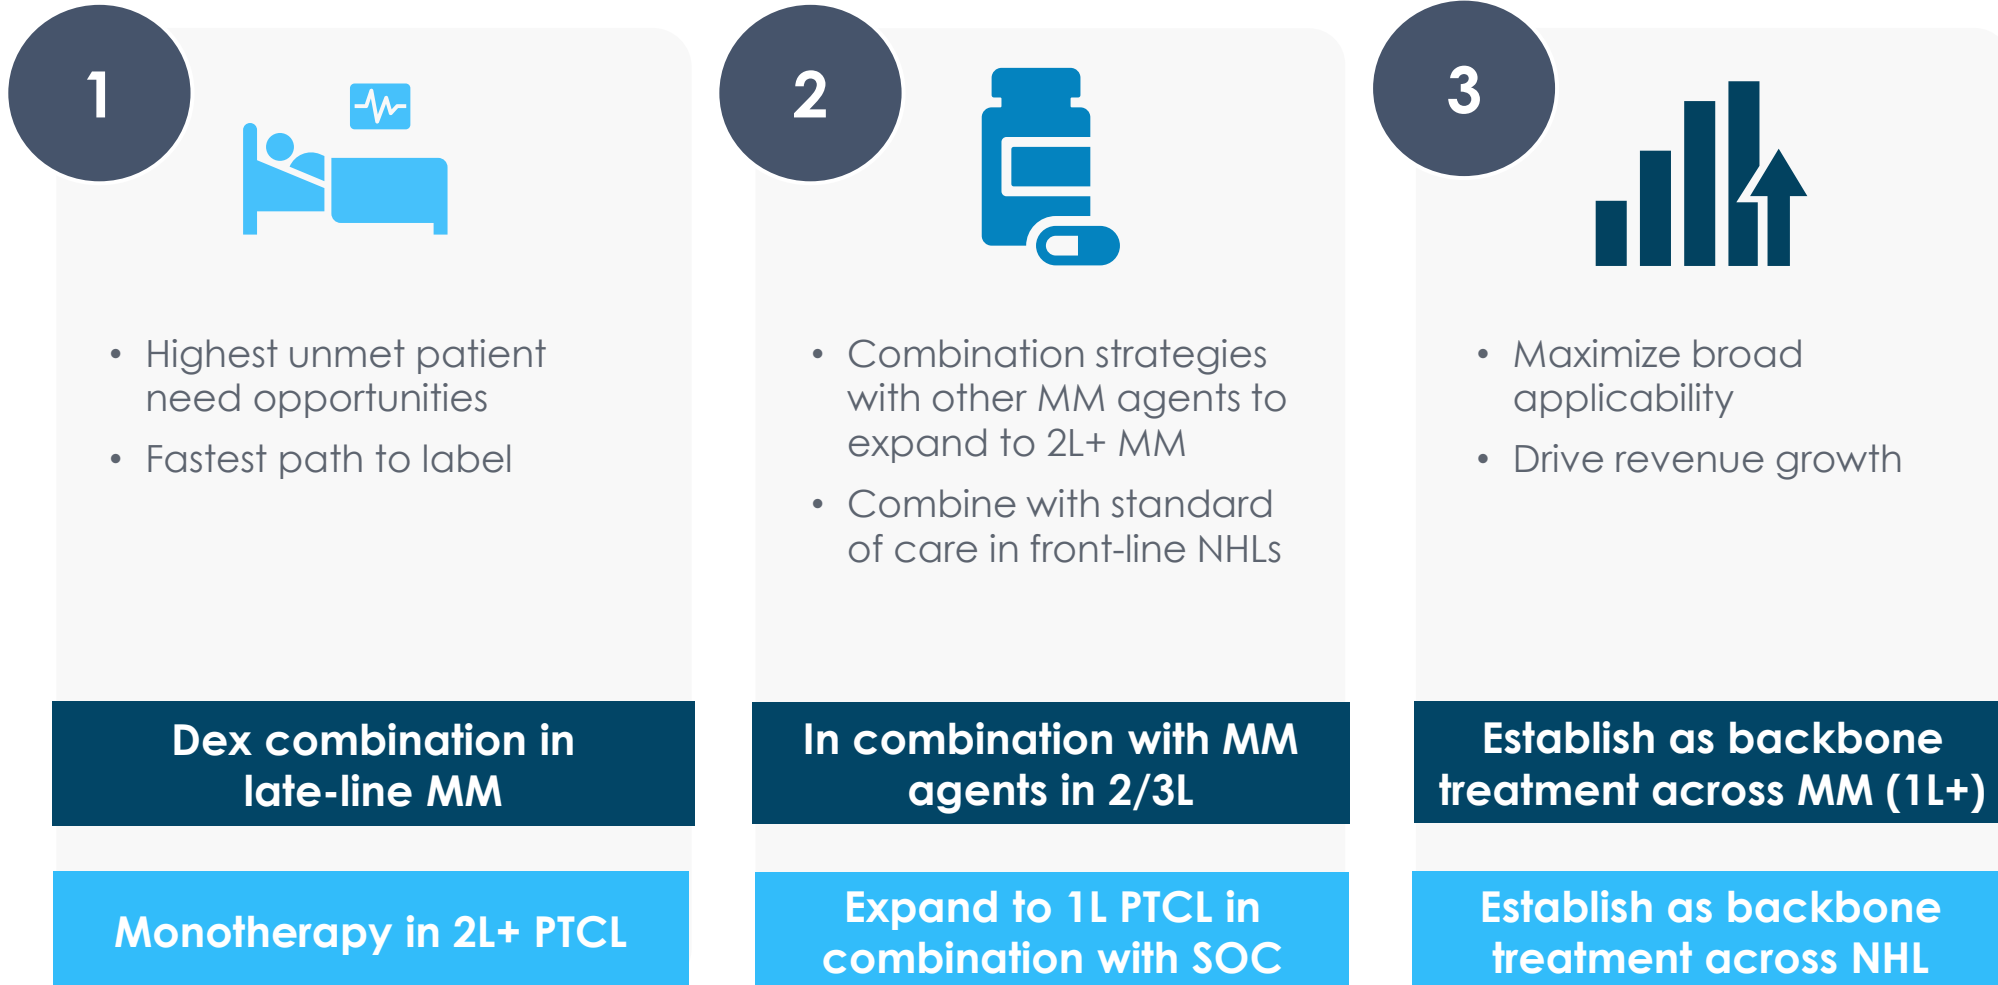 1
• Highest unmet patient
need opportunities
• Fastest path to label
Dex combination in
late-line MM
Monotherapy in 2L+ PTCL
2
• Combination strategies
with other MM agents to
expand to 2L+ MM
• Combine with standard
of care in front-line NHLs
In combination with MM
agents in 2/3L
Expand to 1L PTCL in
combination with SOC
3
• Maximize broad
applicability
• Drive revenue growth
Establish as backbone
treatment across MM (1L+)
Establish as backbone
treatment across NHL